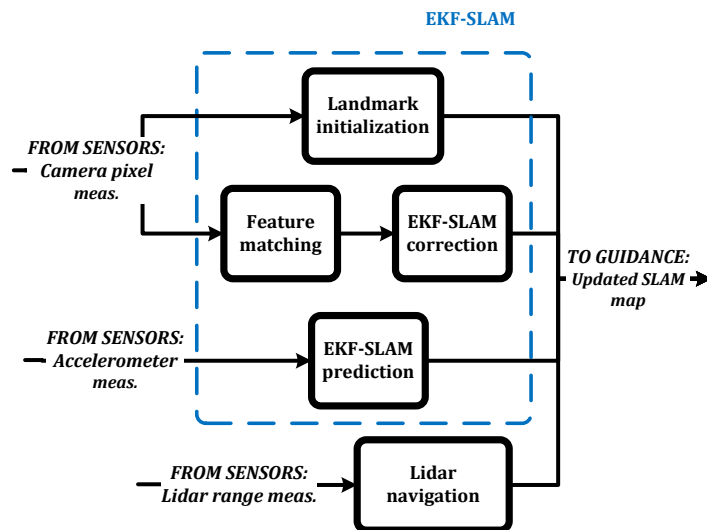 EKF-SLAM
Landmark
initialization
FROM SENSORS:
Camera pixel
meas.
Feature
matching
EKF-SLAM
correction
TO GUIDANCE:
Updated SLAM
map
FROM SENSORS:
Accelerometer
meas.
EKF-SLAM
prediction
FROM SENSORS:
Lidar range meas.
Lidar
navigation